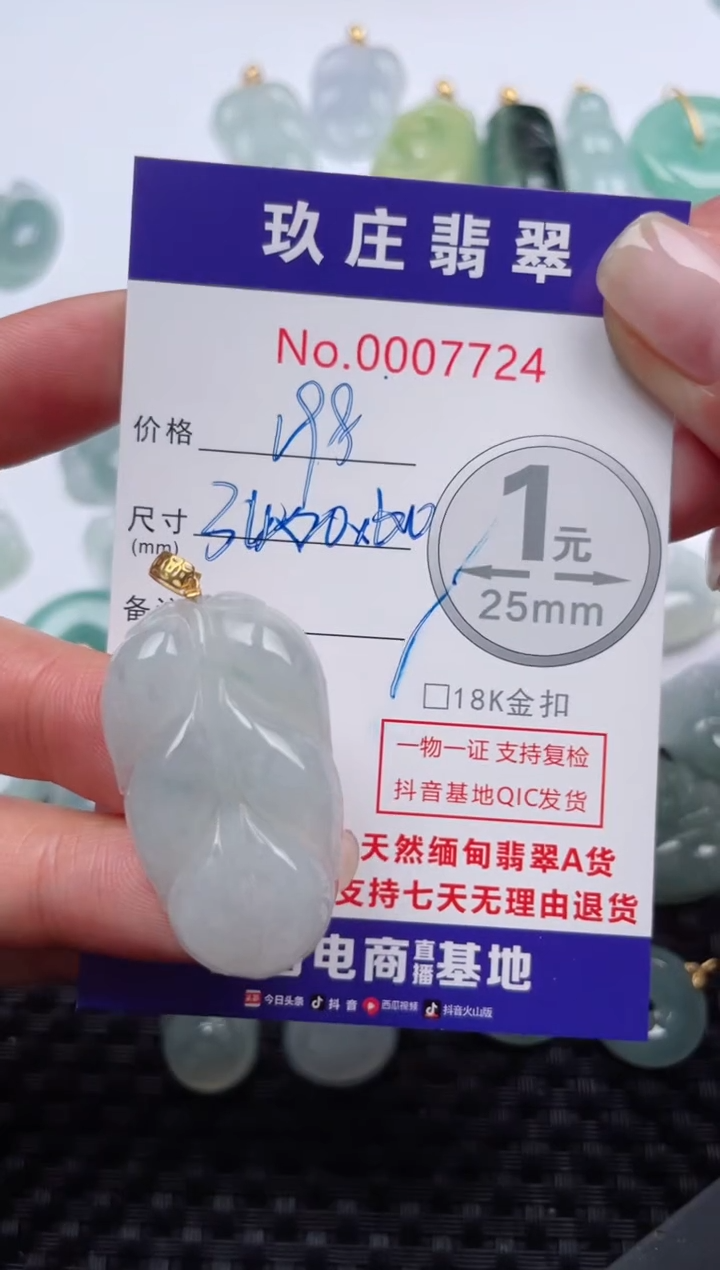 玖庄翡翠
No.0007724
价格 198
尺寸
(mm)
备
1元
25mm
□18K金扣
一物一证 支持复检
抖音基地QIC发货
天然缅甸翡翠A货
支持七天无理由退货
电商直播基地
今日头条 抖音 西瓜视频 抖音火山版